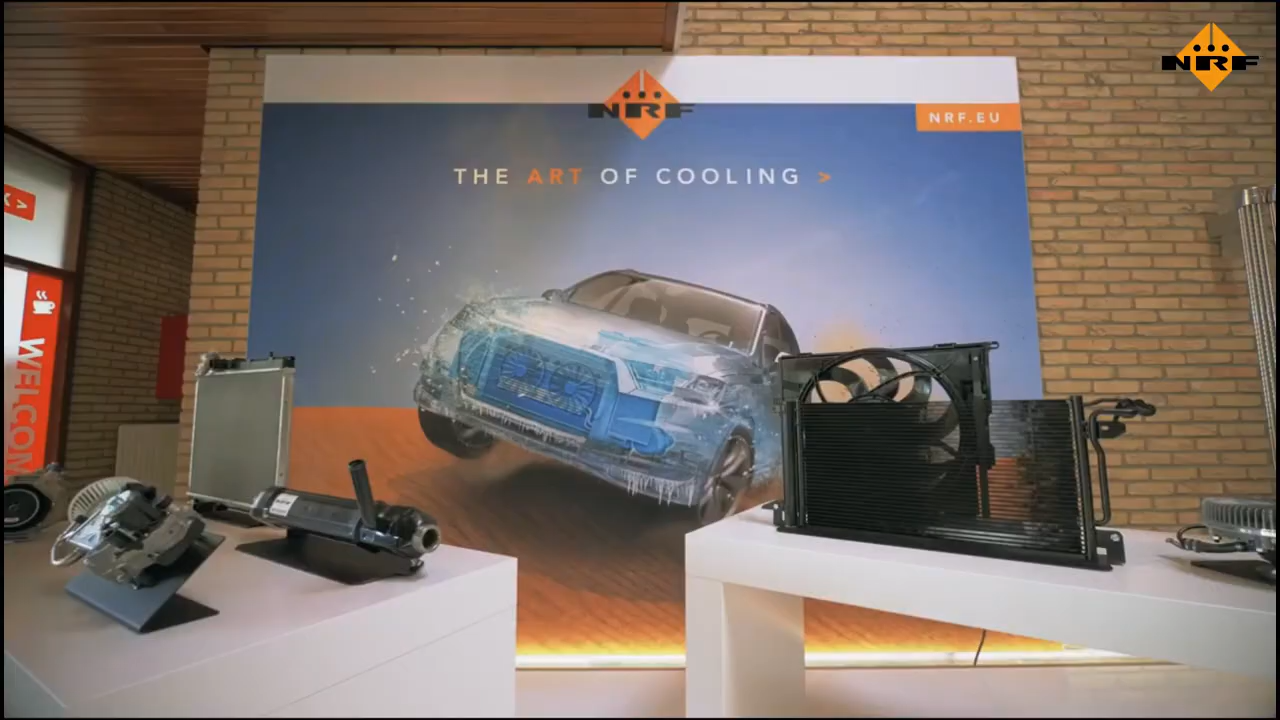 NRF
NRF
NRF.EU
THE ART OF COOLING >
WELCOM